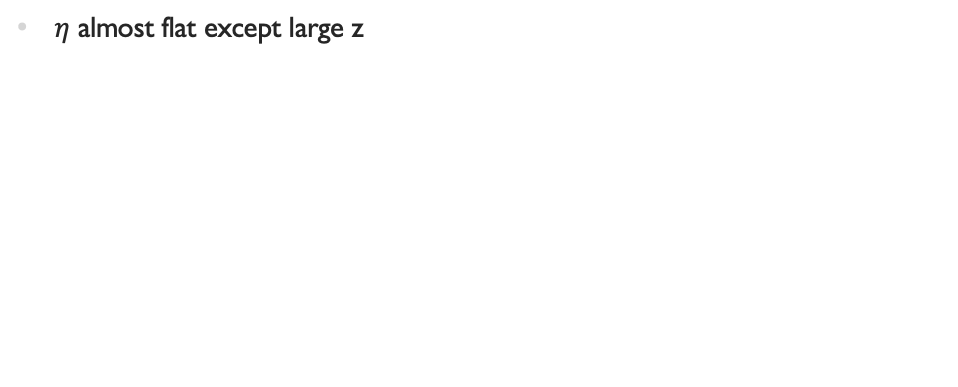 • η almost flat except large z